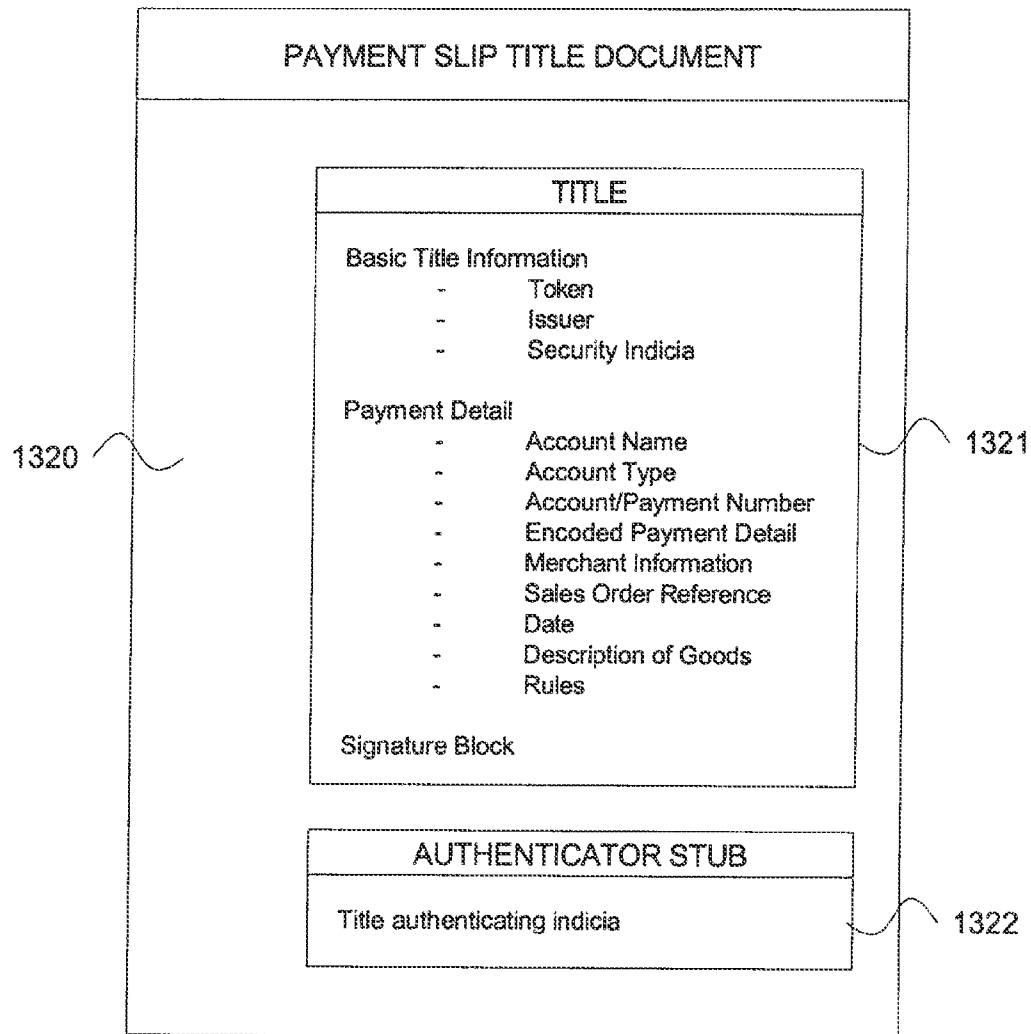 PAYMENT SLIP TITLE DOCUMENT
TITLE
Basic Title Information
- Token
- Issuer
- Security Indicia
Payment Detail
- Account Name
- Account Type
- Account/Payment Number
- Encoded Payment Detail
- Merchant Information
- Sales Order Reference
- Date
- Description of Goods
- Rules
Signature Block
1320
1321
AUTHENTICATOR STUB
Title authenticating indicia
1322